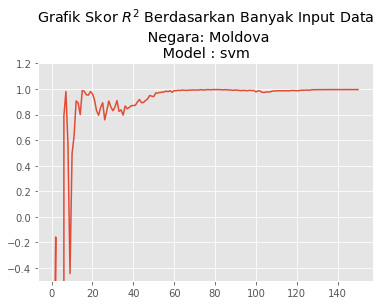 Grafik Skor $R^2$ Berdasarkan Banyak Input Data
Negara: Moldova
Model : svm
1.2
1.0
0.8
0.6
0.4
0.2
0.0
−0.2
−0.4
0 20 40 60 80 100 120 140